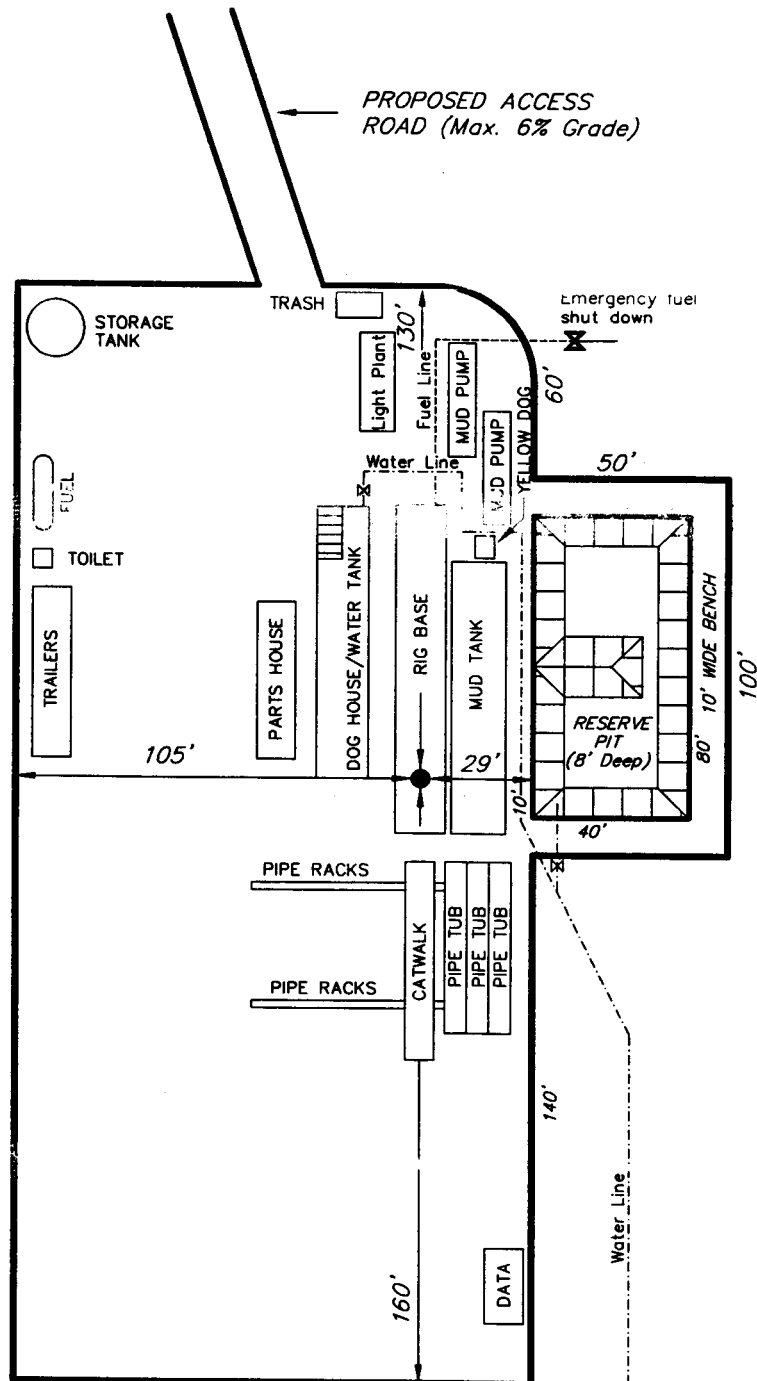 PROPOSED ACCESS
ROAD (Max. 6% Grade)
TRASH
STORAGE
TANK
130'
Light Plant
Fuel Line
MUD PUMP
Emergency fuel
shut down
60'
MUD PUMP
YELLOW DOG
Water Line
50'
FUEL
TOILET
TRAILERS
PARTS HOUSE
DOG HOUSE/WATER TANK
RIG BASE
MUD TANK
10' WIDE BENCH
100'
80'
RESERVE
PIT
(8' Deep)
105'
29'
10'
40'
PIPE RACKS
CATWALK
PIPE TUB
PIPE TUB
PIPE TUB
PIPE RACKS
140'
Water Line
160'
DATA